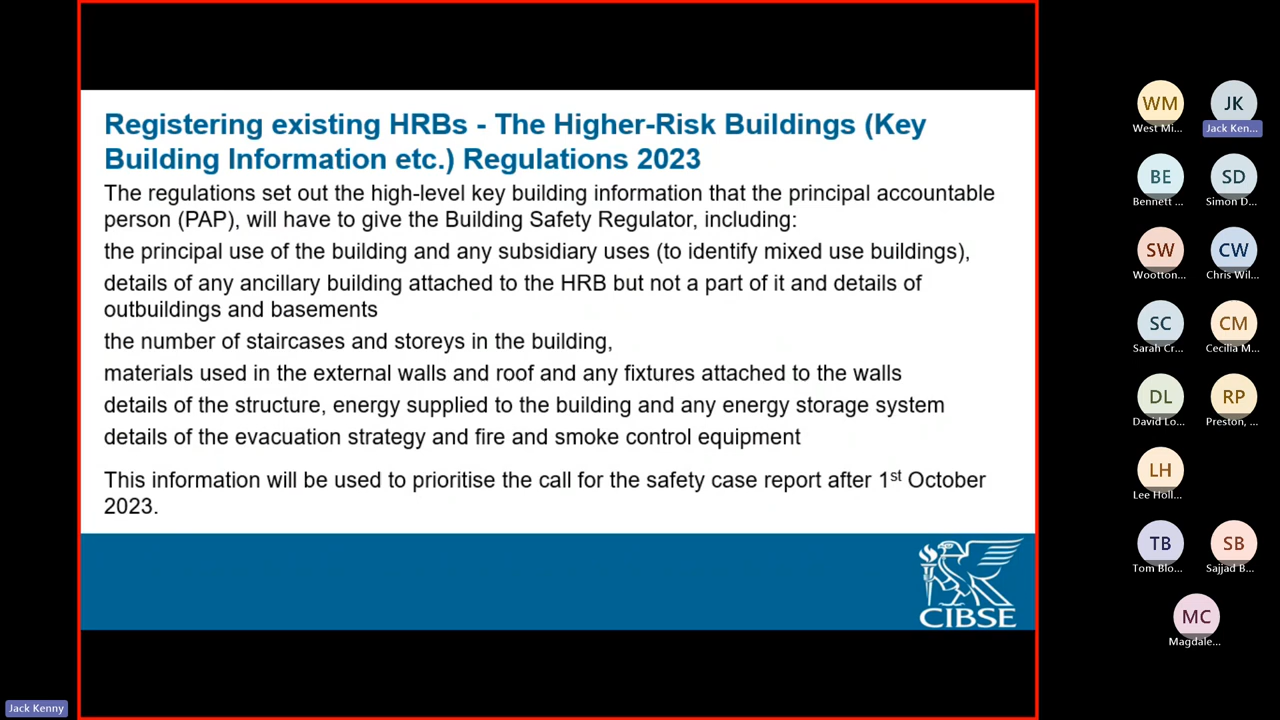 Registering existing HRBs - The Higher-Risk Buildings (Key
Building Information etc.) Regulations 2023
The regulations set out the high-level key building information that the principal accountable
person (PAP), will have to give the Building Safety Regulator, including:
the principal use of the building and any subsidiary uses (to identify mixed use buildings),
details of any ancillary building attached to the HRB but not a part of it and details of
outbuildings and basements
the number of staircases and storeys in the building,
materials used in the external walls and roof and any fixtures attached to the walls
details of the structure, energy supplied to the building and any energy storage system
details of the evacuation strategy and fire and smoke control equipment
This information will be used to prioritise the call for the safety case report after 1st October
2023.
CIBSE
WM
West Mi...
JK
Jack Ken...
BE
Bennett ...
SD
Simon D...
SW
Wootton...
CW
Chris Wil...
SC
Sarah Cr...
CM
Cecilia M...
DL
David Lo...
RP
Preston, ...
LH
Lee Holl...
TB
Tom Blo...
SB
Sajjad B...
MC
Magdale...
Jack Kenny